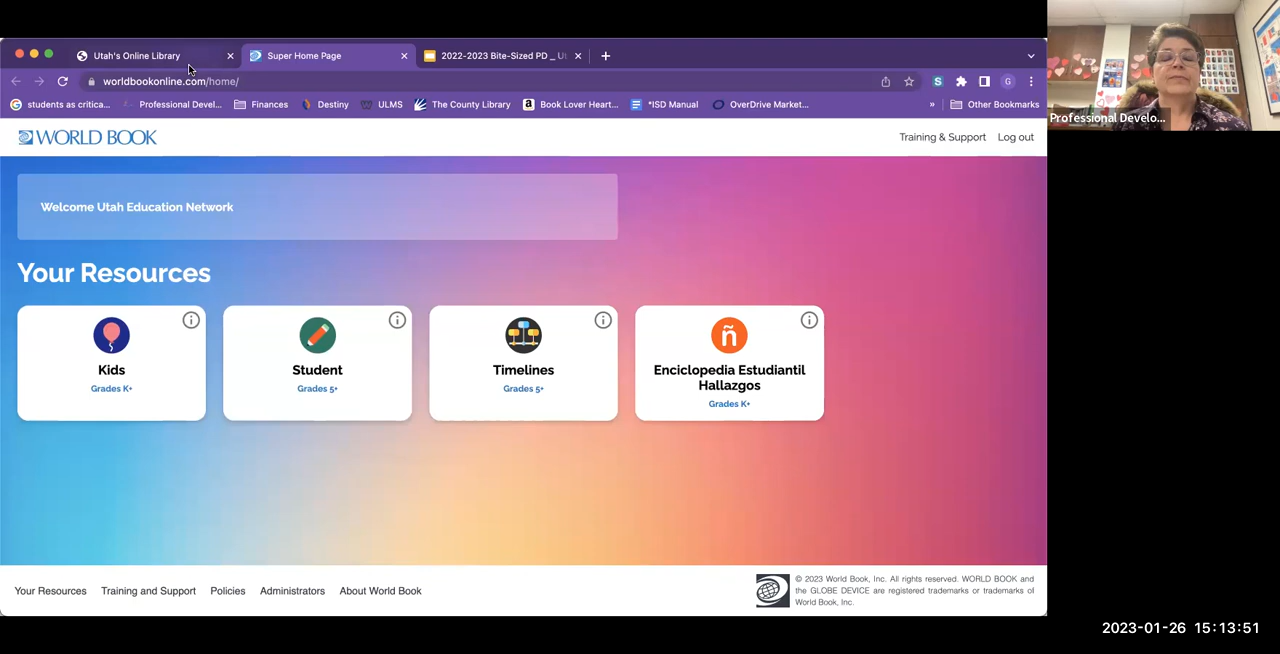 Utah's Online Library
Super Home Page
2022-2023 Bite-Sized PD _ Ut
worldbookonline.com/home/
S
G
students as critica...
Professional Devel...
Finances
Destiny
ULMS
The County Library
Book Lover Heart...
*ISD Manual
OverDrive Market...
»
Other Bookmarks
Professional Develo...
WORLD BOOK
Training & Support
Log out
Welcome Utah Education Network
Your Resources
Kids
Grades K+
Student
Grades 5+
Timelines
Grades 5+
ñ
Enciclopedia Estudiantil
Hallazgos
Grades K+
Your Resources
Training and Support
Policies
Administrators
About World Book
© 2023 World Book, Inc. All rights reserved. WORLD BOOK and
the GLOBE DEVICE are registered trademarks or trademarks of
World Book, Inc.
2023-01-26 15:13:51